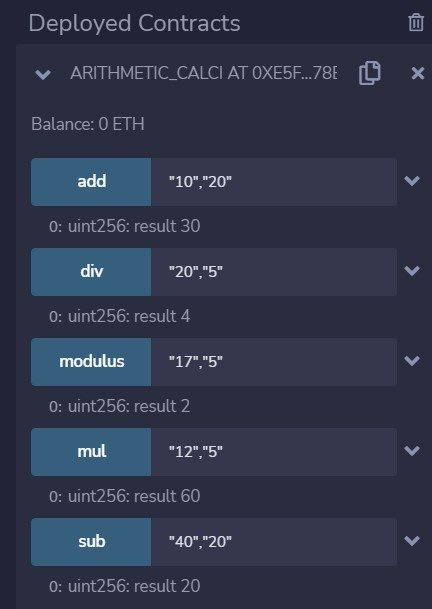 Deployed Contracts
ARITHMETIC_CALCI AT 0XE5F...78E
Balance: 0 ETH
add "10","20"
0: uint256: result 30
div "20","5"
0: uint256: result 4
modulus "17","5"
0: uint256: result 2
mul "12","5"
0: uint256: result 60
sub "40","20"
0: uint256: result 20